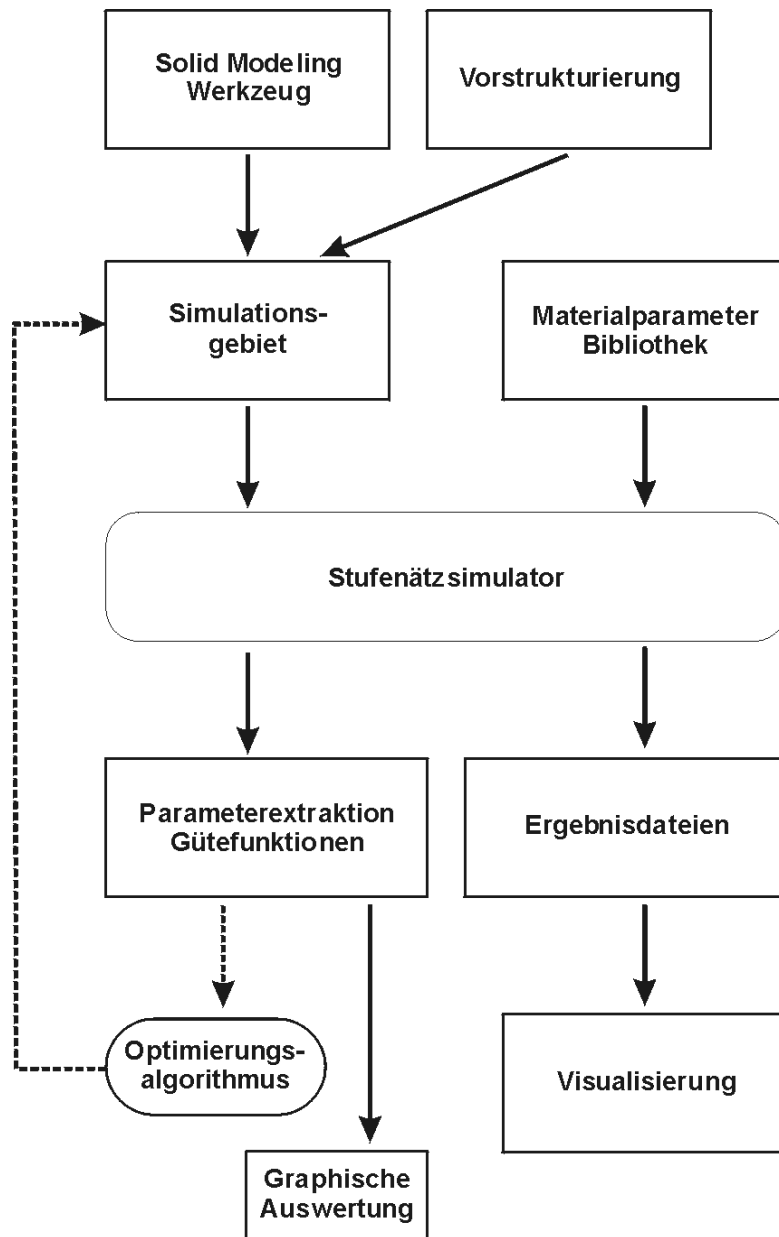 Solid Modeling
Werkzeug
Vorstrukturierung
Simulations-
gebiet
Materialparameter
Bibliothek
Stufenätzsimulator
Parameterextraktion
Gütefunktionen
Ergebnisdateien
Optimierungs-
algorithmus
Visualisierung
Graphische
Auswertung